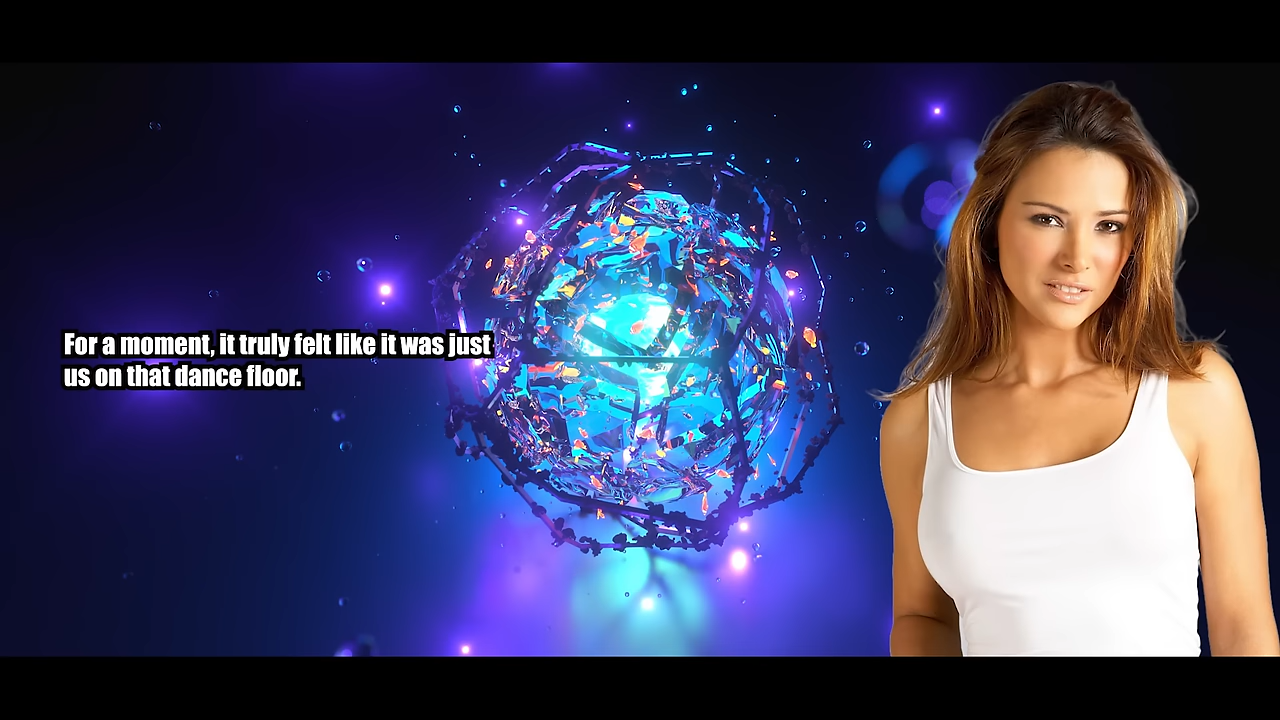 For a moment, it truly felt like it was just
us on that dance floor.